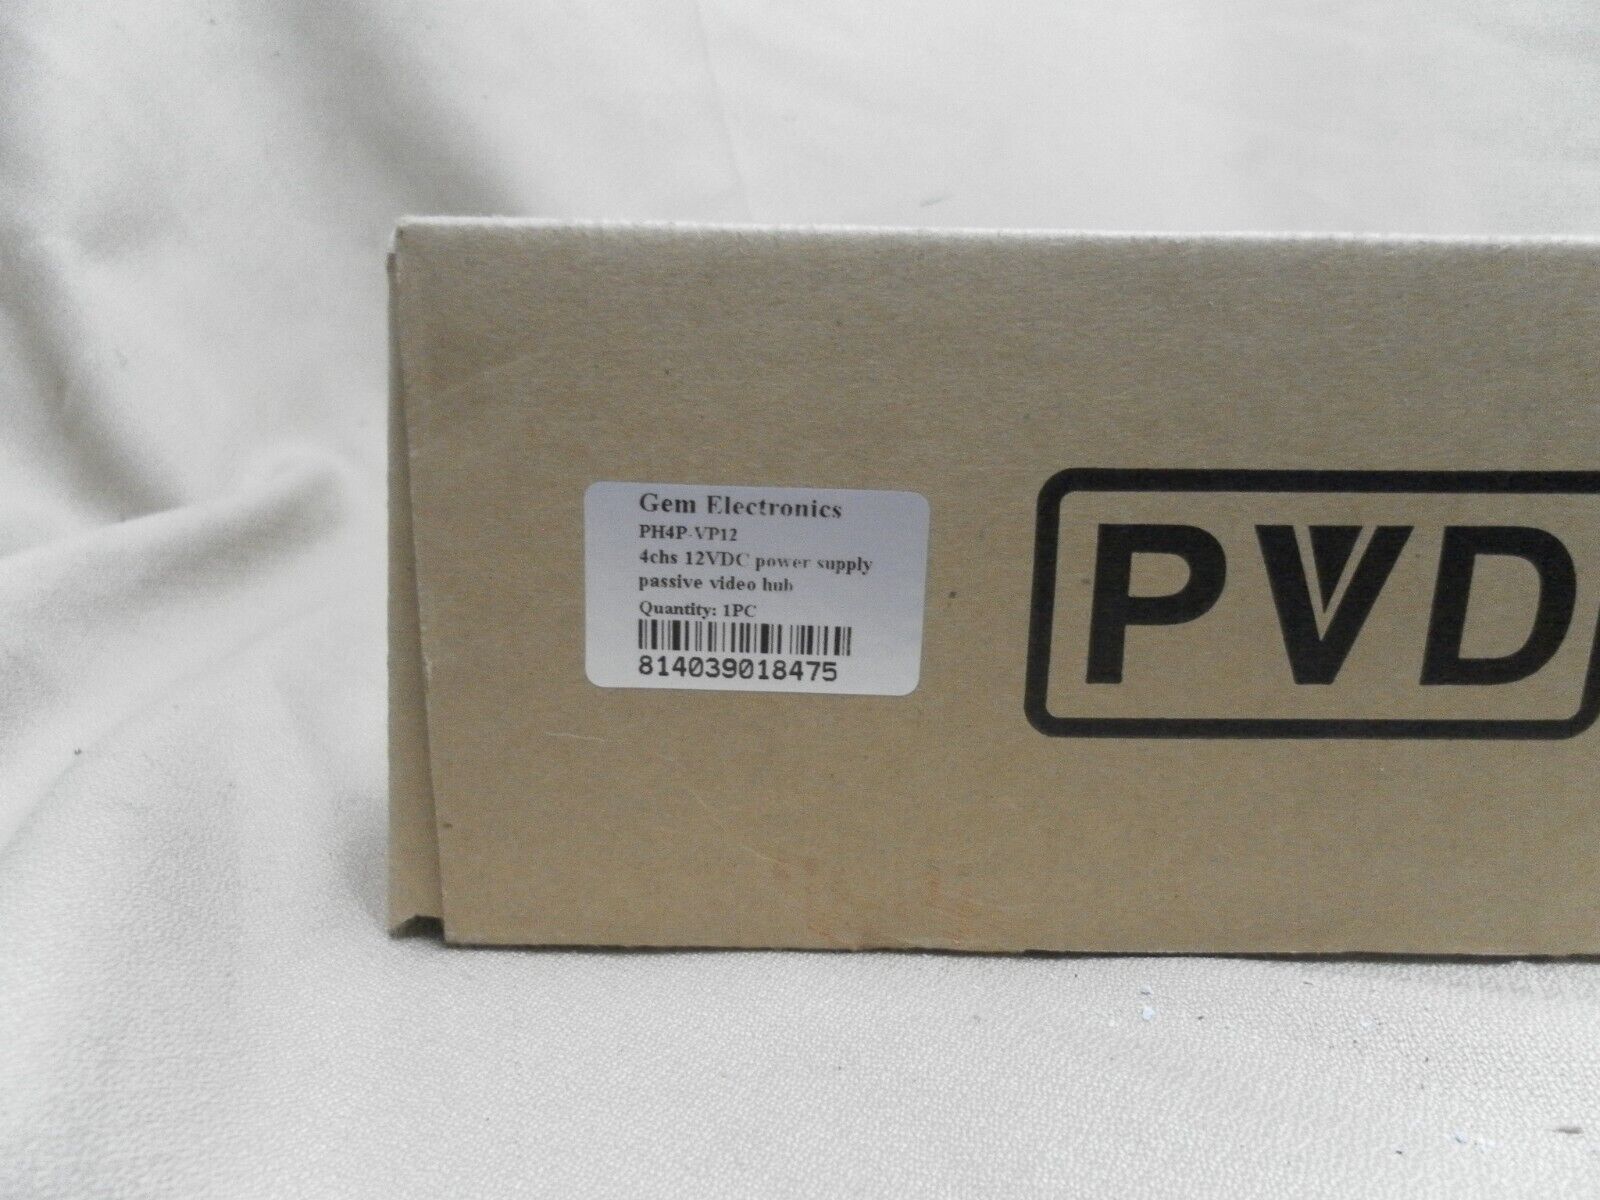 Gem Electronics
PH4P-VP12
4chs 12VDC power supply
passive video hub
Quantity: 1PC
814039018475
PVD